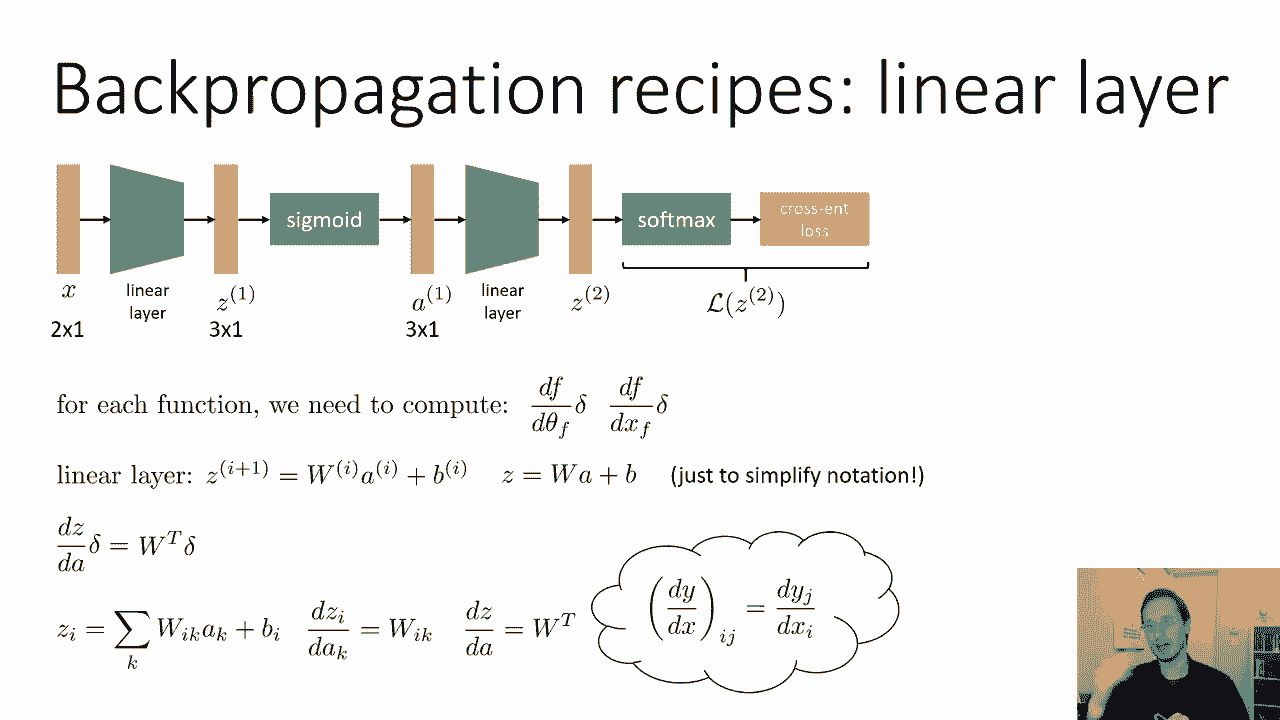 Backpropagation recipes: linear layer
sigmoid
softmax
cross-ent
loss
x
linear
layer
z^{(1)}
a^{(1)}
linear
layer
z^{(2)}
\mathcal{L}(z^{(2)})
2x1
3x1
3x1
for each function, we need to compute: \frac{df}{d\theta_f}\delta \frac{df}{dx_f}\delta
linear layer: z^{(i+1)} = W^{(i)}a^{(i)} + b^{(i)} z = Wa + b (just to simplify notation!)
\frac{dz}{da}\delta = W^T\delta
z_i = \sum_k W_{ik}a_k + b_i \frac{dz_i}{da_k} = W_{ik} \frac{dz}{da} = W^T
\left(\frac{dy}{dx}\right)_{ij} = \frac{dy_j}{dx_i}